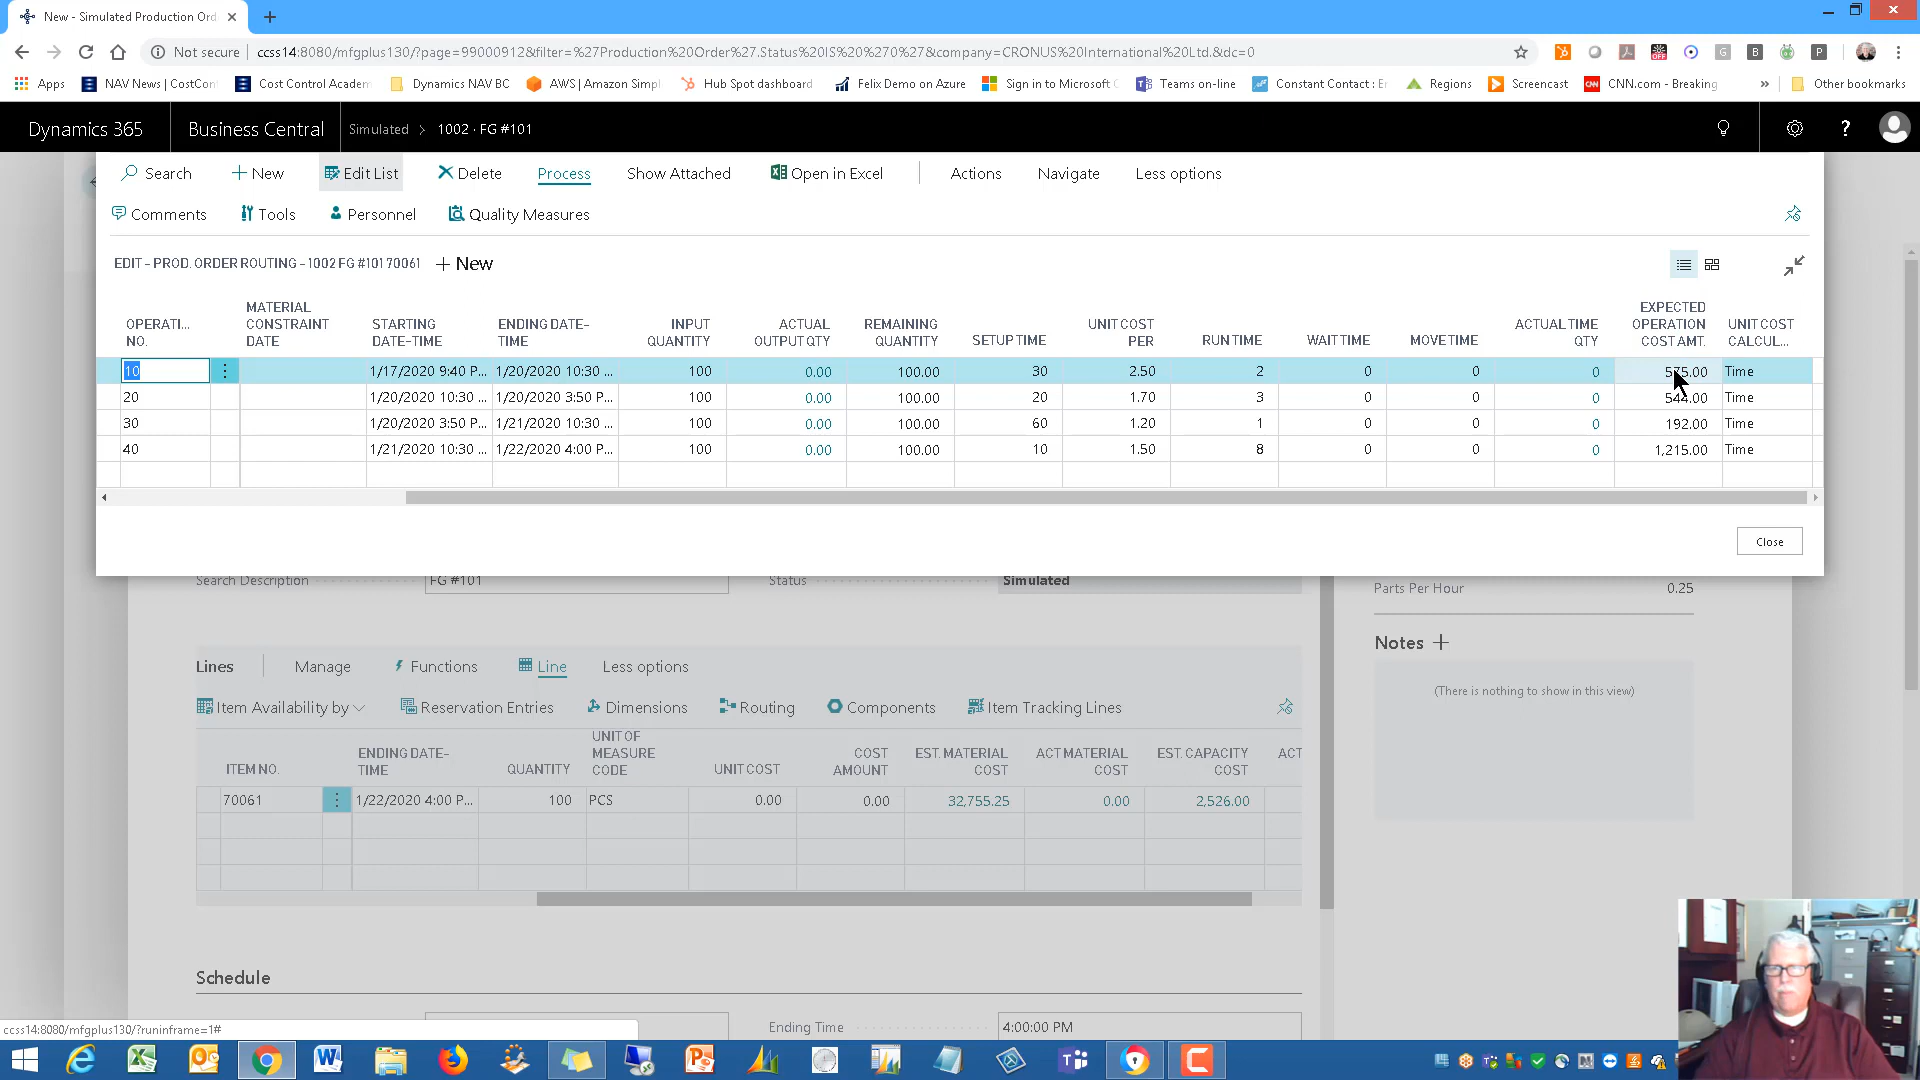 New - Simulated Production Ord
Not secure ccss14:8080/mfgplus130/?page=99000912&filter=%27Production%20Order%27.Status%20IS%20%270%27&company=CRONUS%20International%20Ltd.&dc=0
Apps NAV News | CostCont Cost Control Academ Dynamics NAV BC AWS | Amazon Simpl Hub Spot dashboard Felix Demo on Azure Sign in to Microsoft C Teams on-line Constant Contact : Er Regions Screencast CNN.com - Breaking » Other bookmarks
Dynamics 365 Business Central Simulated > 1002 · FG #101 ?
Search + New Edit List Delete Process Show Attached Open in Excel Actions Navigate Less options
Comments Tools Personnel Quality Measures
EDIT - PROD. ORDER ROUTING - 1002 FG #101 70061 + New
OPERATI... NO. MATERIAL CONSTRAINT DATE STARTING DATE-TIME ENDING DATE-TIME INPUT QUANTITY ACTUAL OUTPUT QTY REMAINING QUANTITY SETUP TIME UNIT COST PER RUN TIME WAIT TIME MOVE TIME ACTUAL TIME QTY EXPECTED OPERATION COST AMT. UNIT COST CALCUL...
10 1/17/2020 9:40 P... 1/20/2020 10:30 ... 100 0.00 100.00 30 2.50 2 0 0 0 575.00 Time
20 1/20/2020 10:30 ... 1/20/2020 3:50 P... 100 0.00 100.00 20 1.70 3 0 0 0 544.00 Time
30 1/20/2020 3:50 P... 1/21/2020 10:30 ... 100 0.00 100.00 60 1.20 1 0 0 0 192.00 Time
40 1/21/2020 10:30 ... 1/22/2020 4:00 P... 100 0.00 100.00 10 1.50 8 0 0 0 1,215.00 Time
Close
Search Description FG #101 Status Simulated
Parts Per Hour 0.25
Notes +
(There is nothing to show in this view)
Lines Manage Functions Line Less options
Item Availability by Reservation Entries Dimensions Routing Components Item Tracking Lines
ITEM NO. ENDING DATE-TIME QUANTITY UNIT OF MEASURE CODE UNIT COST COST AMOUNT EST. MATERIAL COST ACT MATERIAL COST EST. CAPACITY COST ACT
70061 1/22/2020 4:00 P... 100 PCS 0.00 0.00 32,755.25 0.00 2,526.00
Schedule
Ending Time 4:00:00 PM
ccss14:8080/mfgplus130/?runinframe=1#